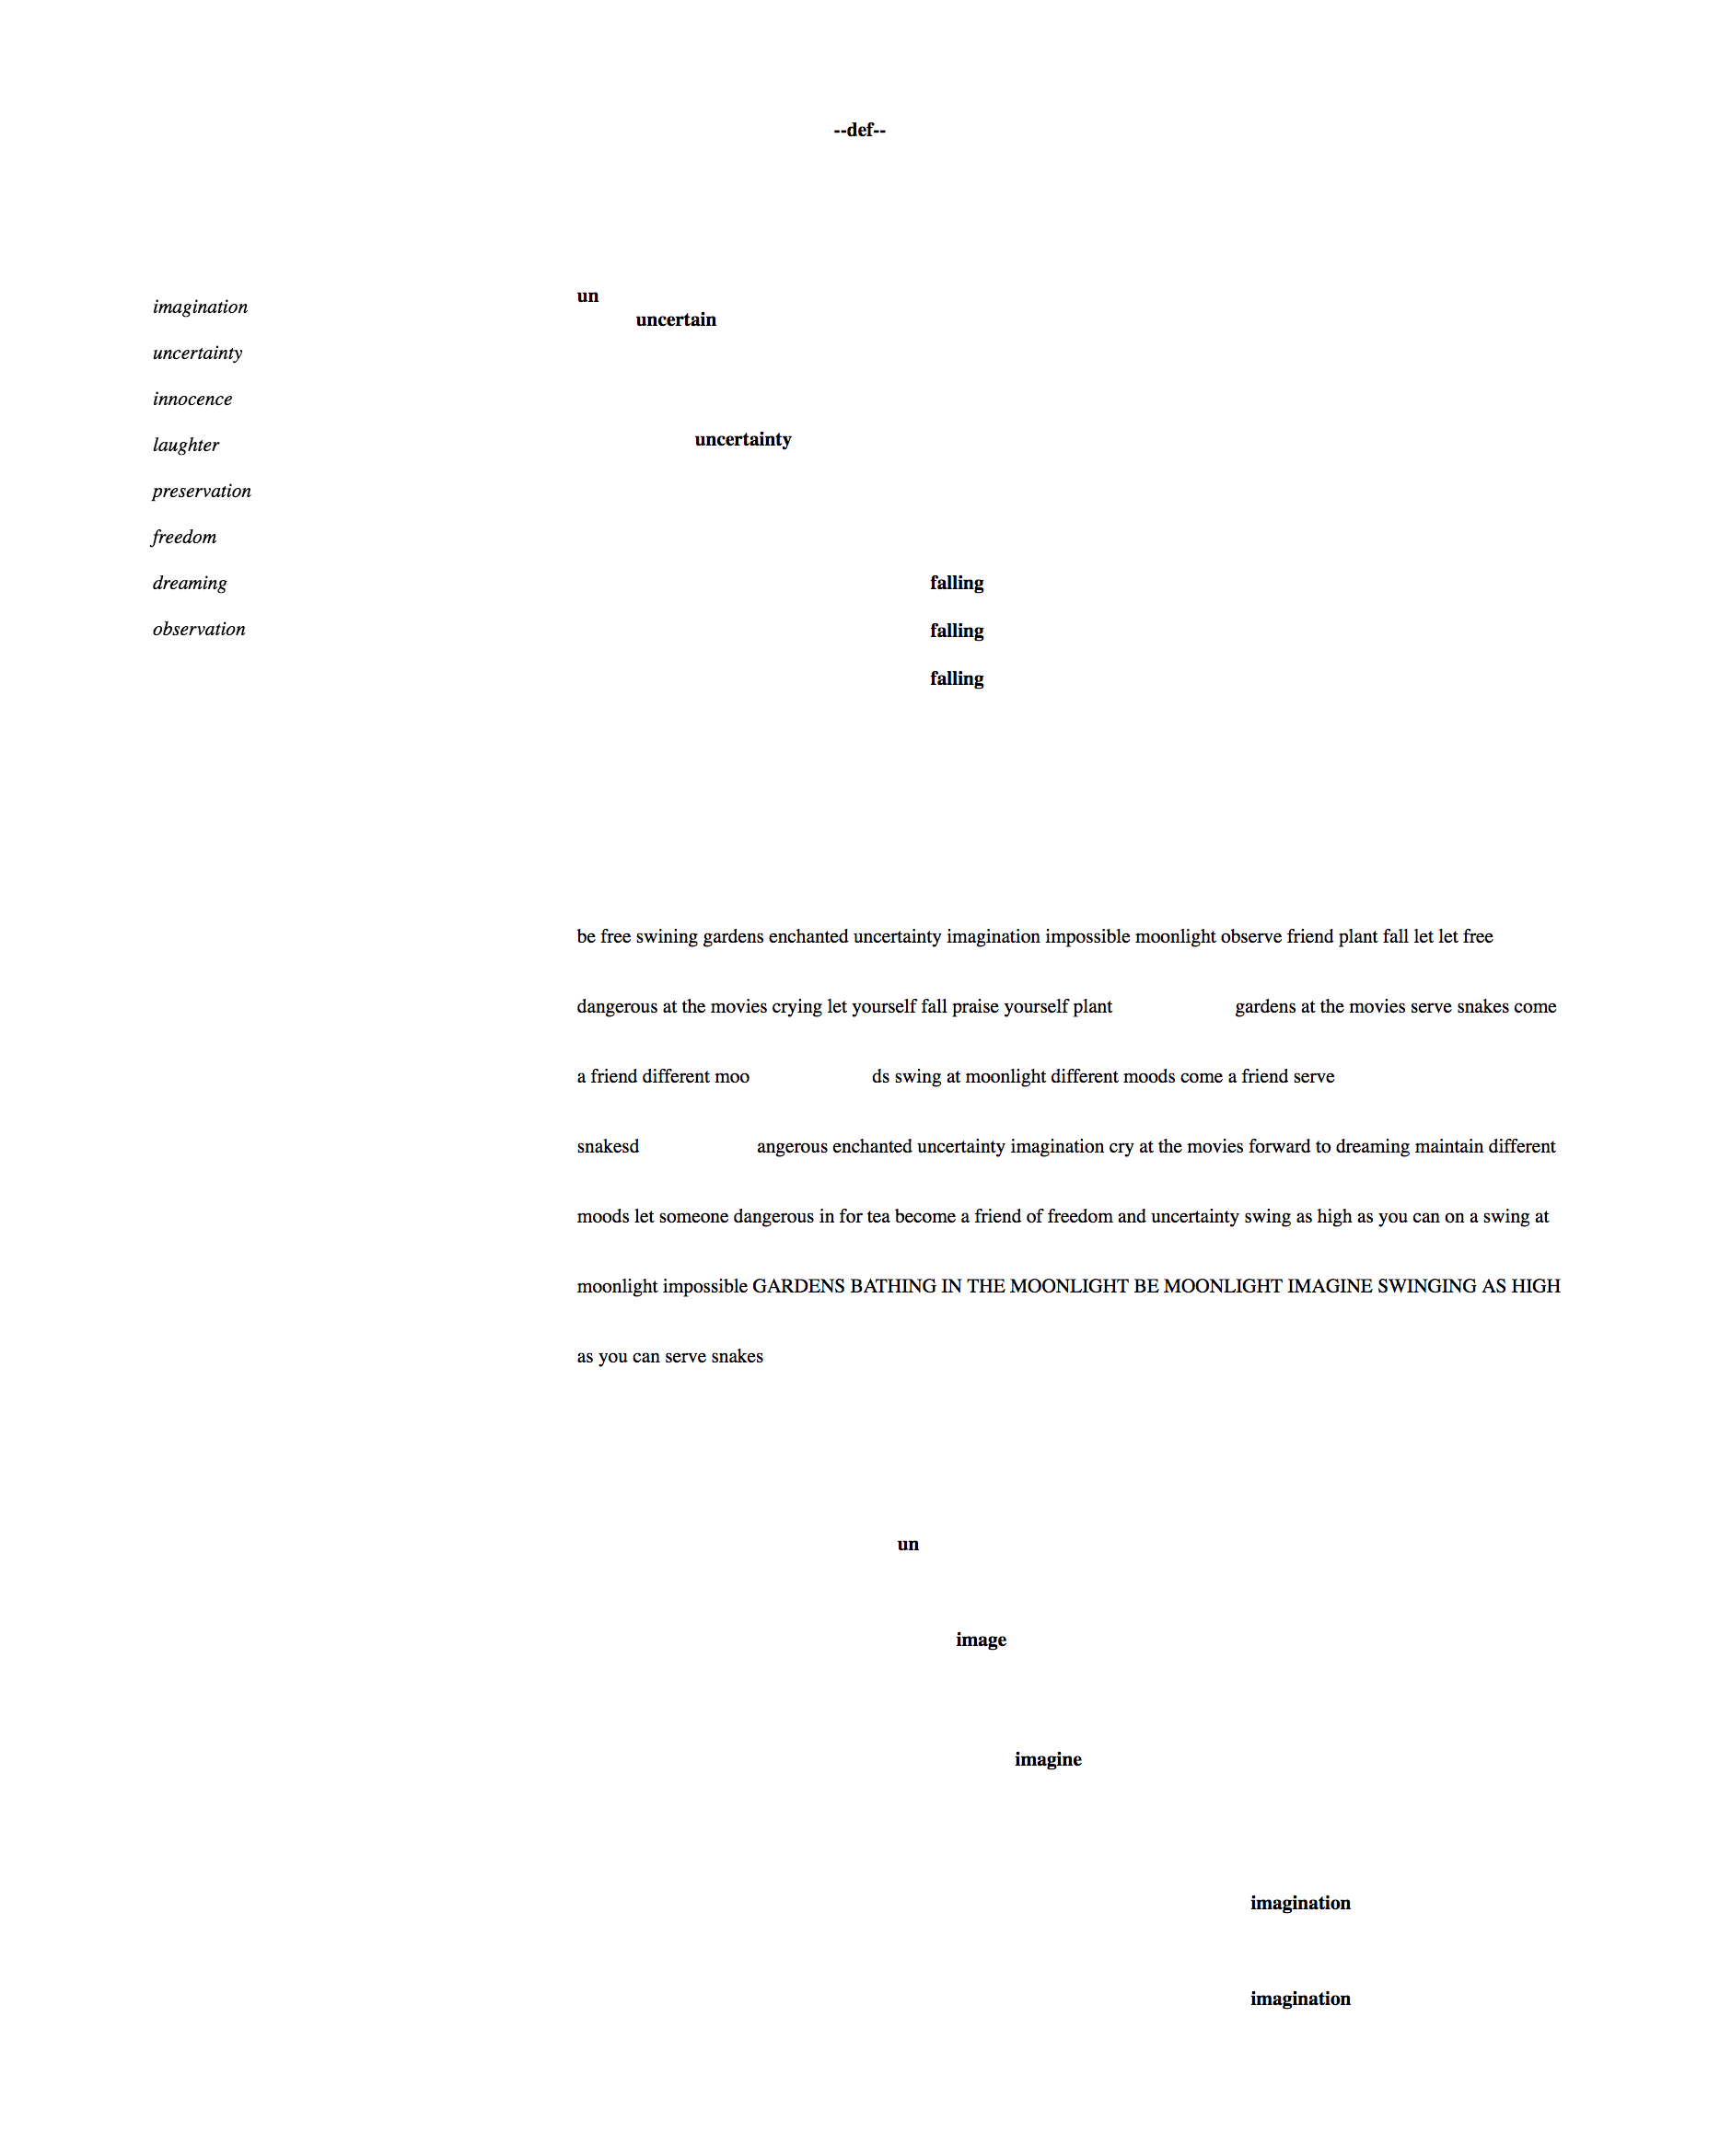 --def--
imagination
uncertainty
innocence
laughter
preservation
freedom
dreaming
observation
un
uncertain
uncertainty
falling
falling
falling
be free swining gardens enchanted uncertainty imagination impossible moonlight observe friend plant fall let let free
dangerous at the movies crying let yourself fall praise yourself plant gardens at the movies serve snakes come
a friend different moo ds swing at moonlight different moods come a friend serve
snakesd angerous enchanted uncertainty imagination cry at the movies forward to dreaming maintain different
moods let someone dangerous in for tea become a friend of freedom and uncertainty swing as high as you can on a swing at
moonlight impossible GARDENS BATHING IN THE MOONLIGHT BE MOONLIGHT IMAGINE SWINGING AS HIGH
as you can serve snakes
un
image
imagine
imagination
imagination